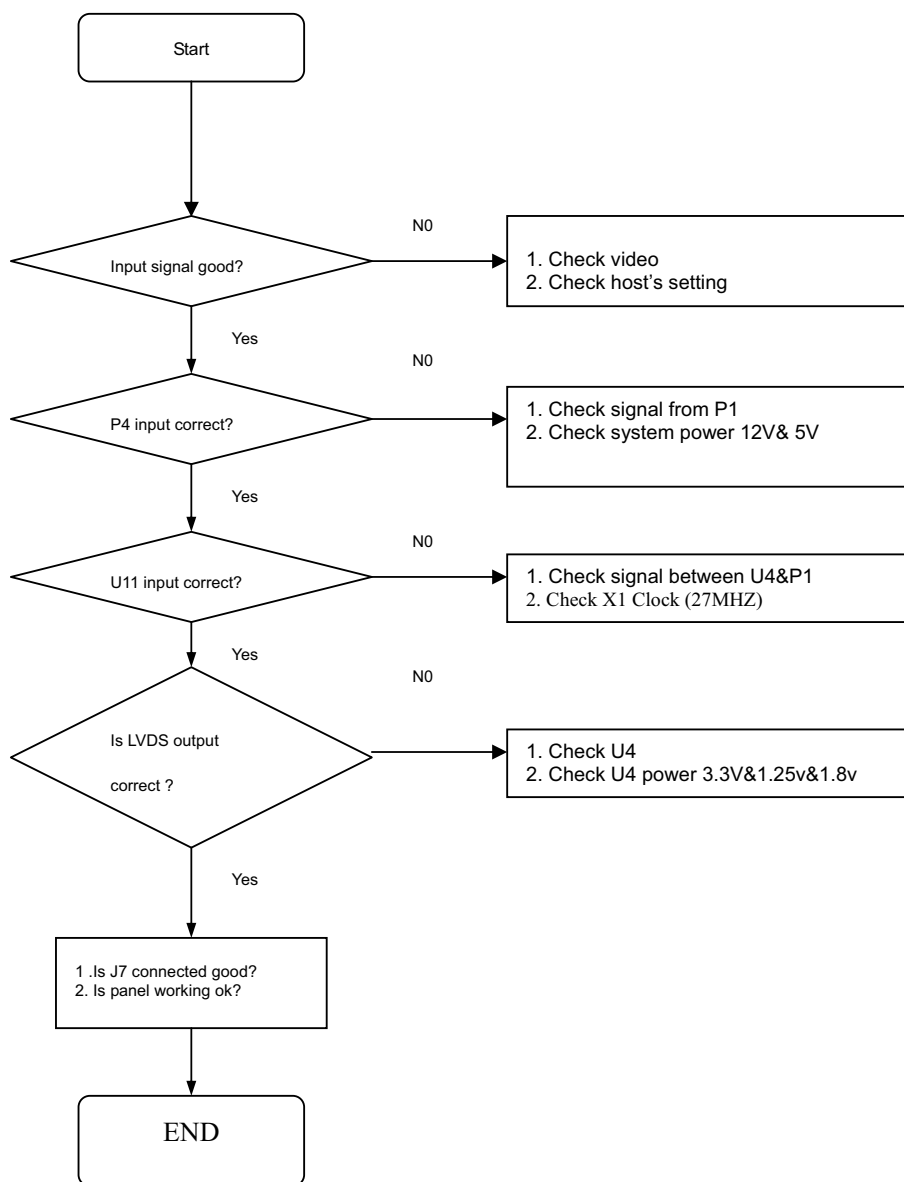 Start
N0
Input signal good?
1. Check video
2. Check host's setting
Yes
N0
P4 input correct?
1. Check signal from P1
2. Check system power 12V& 5V
Yes
N0
U11 input correct?
1. Check signal between U4&P1
2. Check X1 Clock (27MHZ)
Yes
N0
Is LVDS output
correct ?
1. Check U4
2. Check U4 power 3.3V&1.25v&1.8v
Yes
1 .Is J7 connected good?
2. Is panel working ok?
END